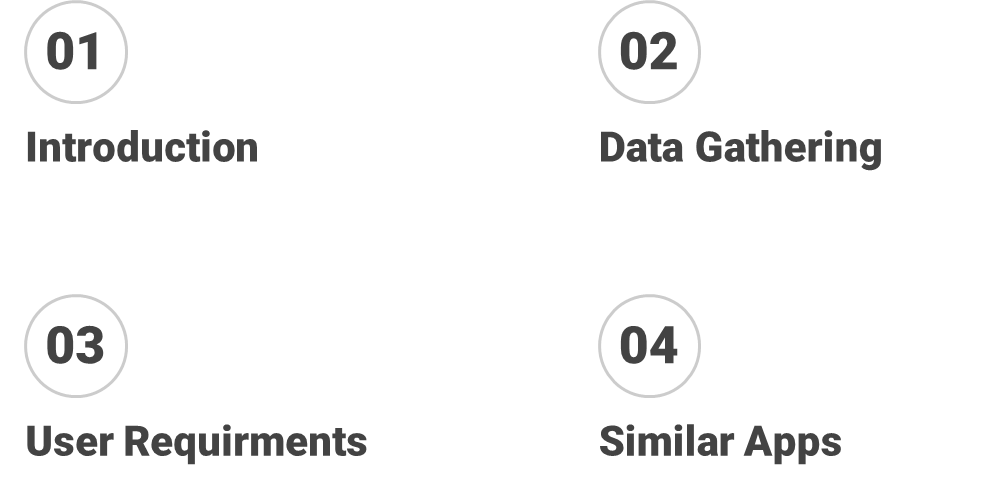 01
Introduction
02
Data Gathering
03
User Requirments
04
Similar Apps